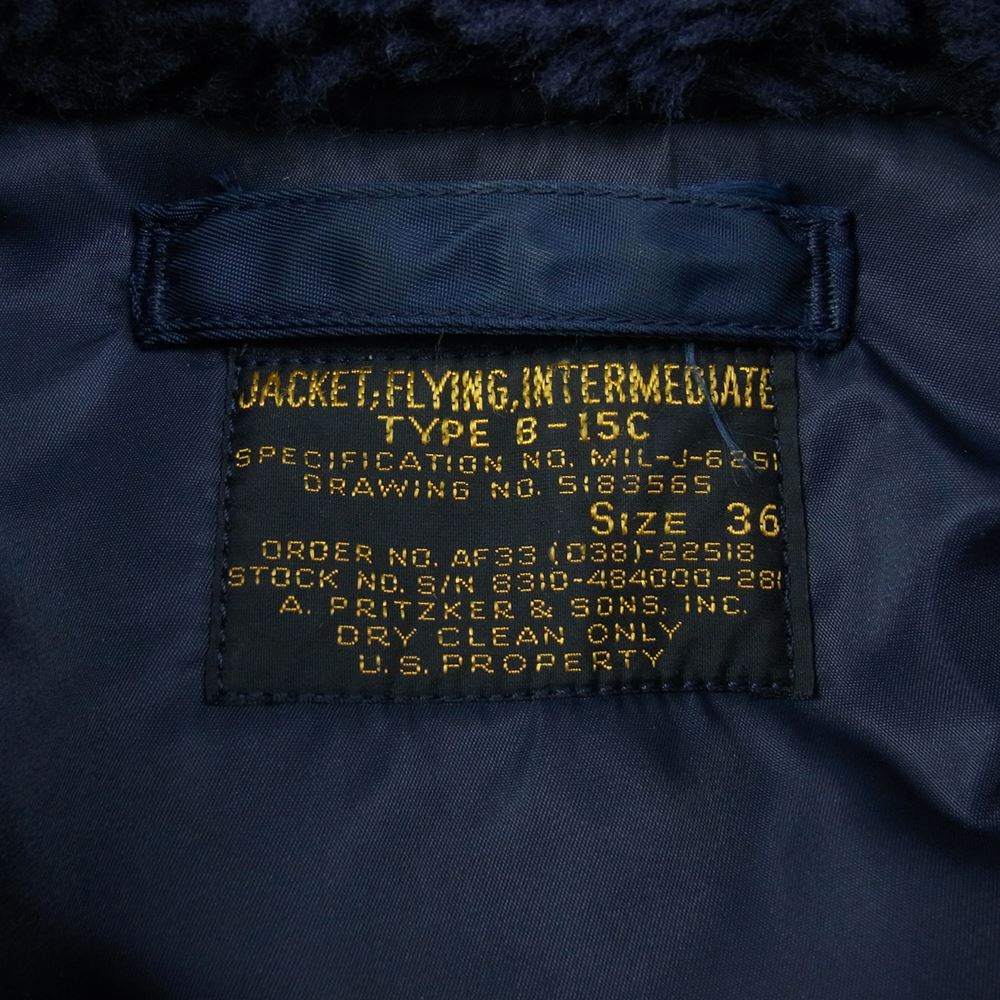 JACKET, FLYING, INTERMEDIATE
TYPE B-15C
SPECIFICATION NO. MIL-J-6251
DRAWING NO. 5183565
SIZE 36
ORDER NO. AF33 (038)-22518
STOCK NO. S/N 8310-484000-28
A. PRITZKER & SONS, INC.
DRY CLEAN ONLY
U.S. PROPERTY